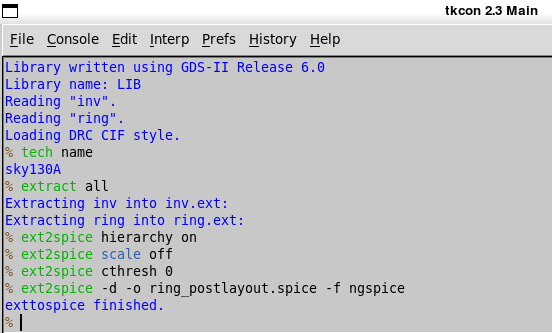 tkcon 2.3 Main
File Console Edit Interp Prefs History Help
Library written using GDS-II Release 6.0
Library name: LIB
Reading "inv".
Reading "ring".
Loading DRC CIF style.
% tech name
sky130A
% extract all
Extracting inv into inv.ext:
Extracting ring into ring.ext:
% ext2spice hierarchy on
% ext2spice scale off
% ext2spice cthresh 0
% ext2spice -d -o ring_postlayout.spice -f ngspice
exttospice finished.
%